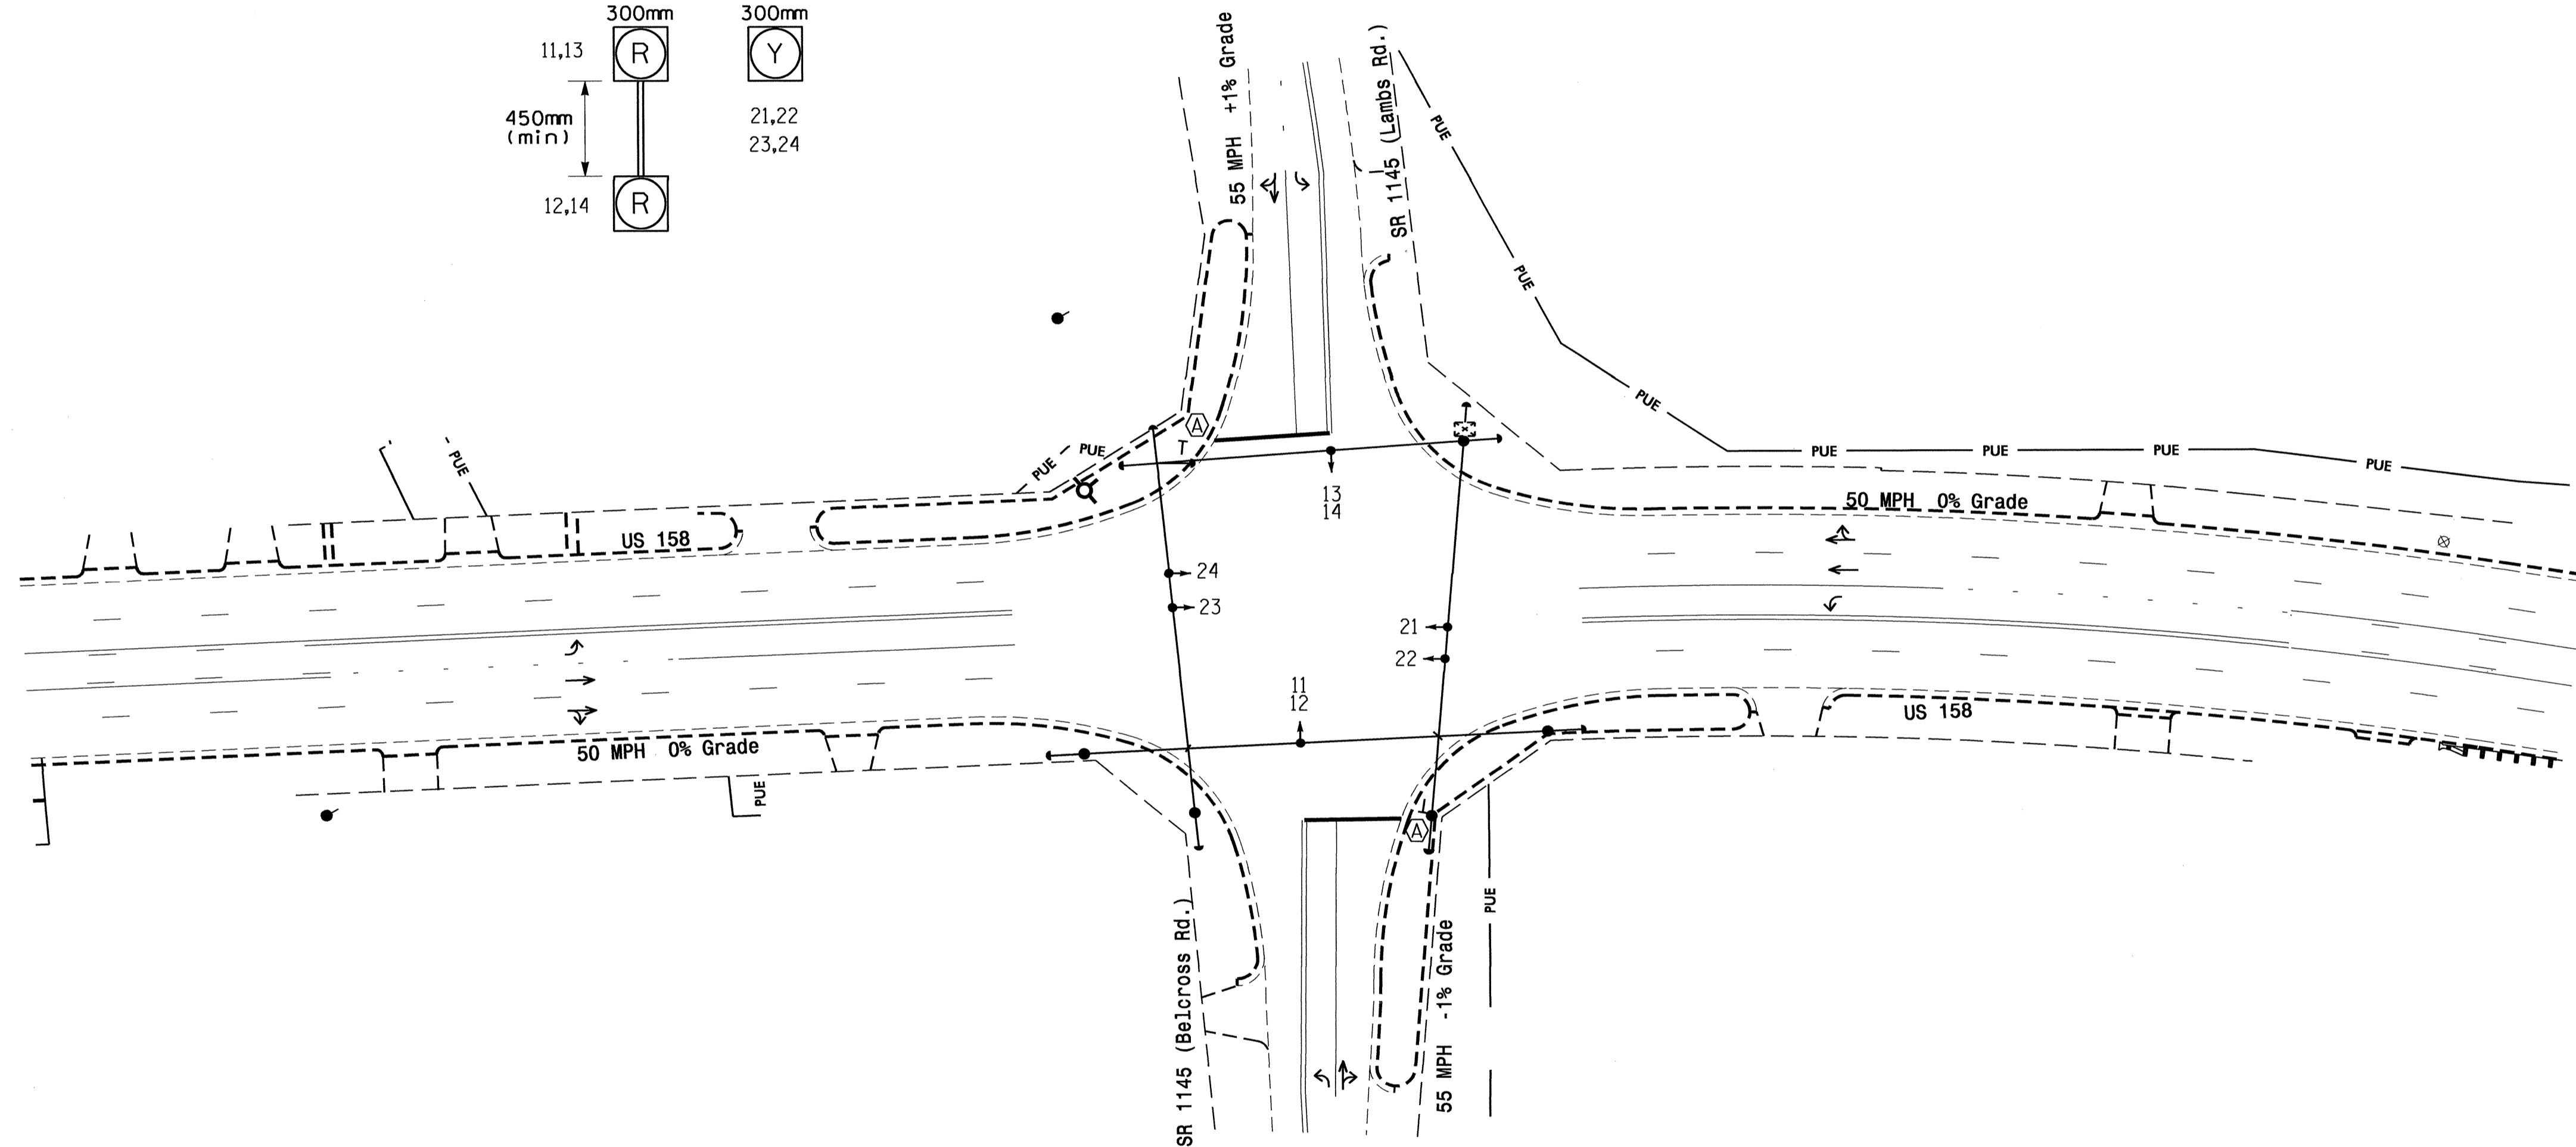 300mm
300mm
11,13
R
Y
450mm
(min)
21,22
23,24
12,14
R
55 MPH +1% Grade
SR 1145 (Lambs Rd.)
PUE
PUE
PUE
PUE
PUE
PUE
PUE
A
T
PUE
PUE
PUE
13
14
50 MPH 0% Grade
US 158
24
23
21
22
11
12
50 MPH 0% Grade
US 158
PUE
A
PUE
SR 1145 (Belcross Rd.)
55 MPH -1% Grade